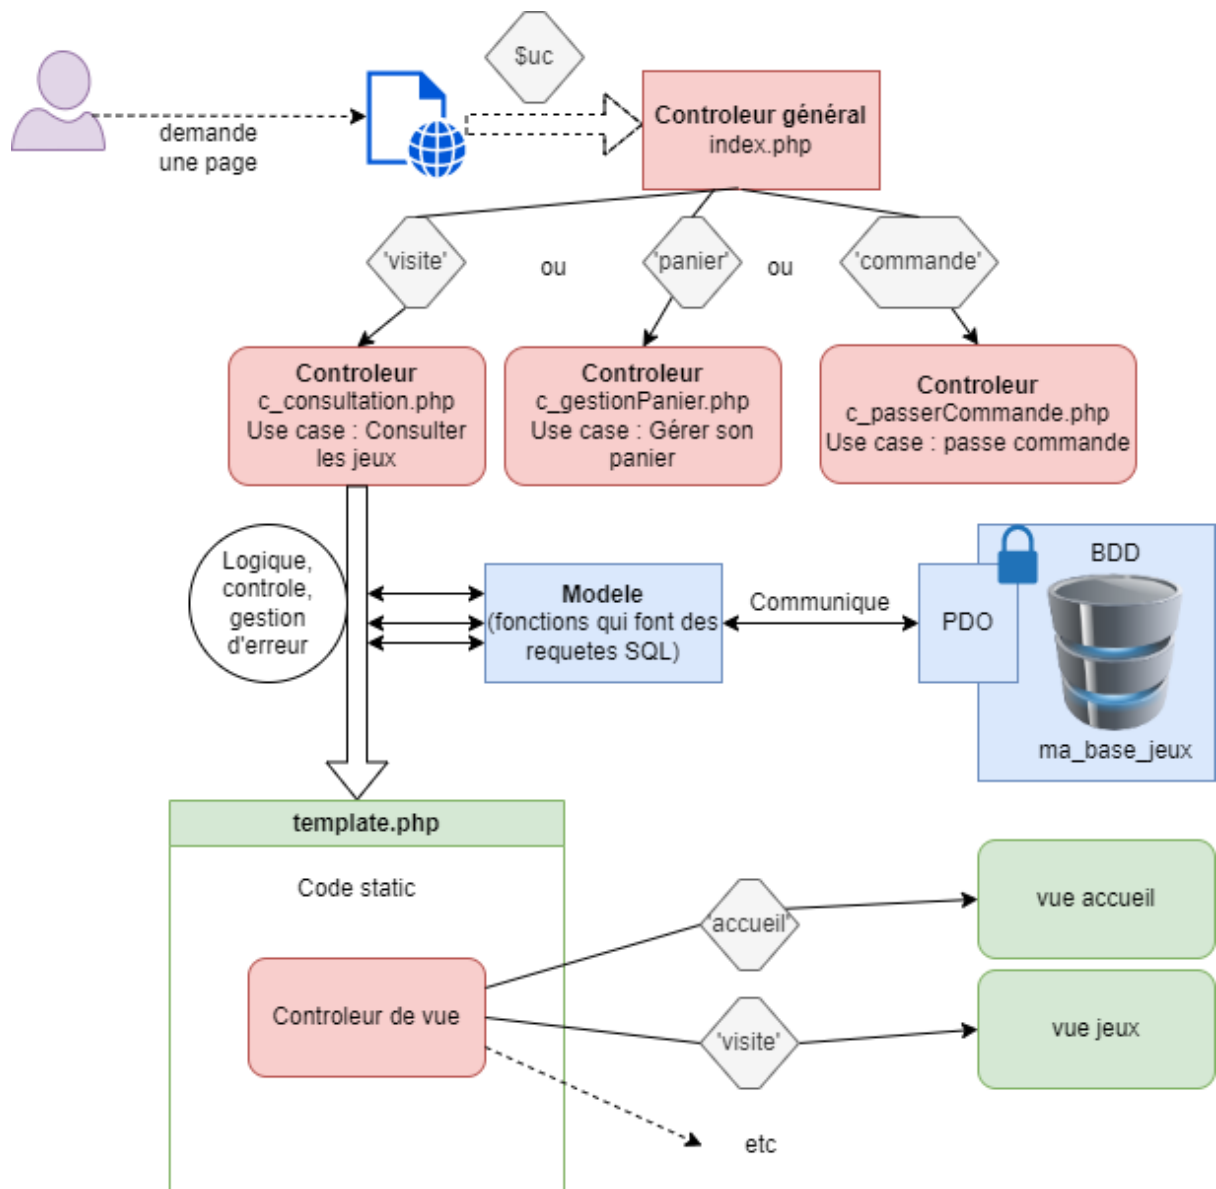 $uc
demande
une page
Controleur général
index.php
'visite'
ou
'panier'
ou
'commande'
Controleur
c_consultation.php
Use case : Consulter
les jeux
Controleur
c_gestionPanier.php
Use case : Gérer son
panier
Controleur
c_passerCommande.php
Use case : passe commande
Logique,
controle,
gestion
d'erreur
Modele
(fonctions qui font des
requetes SQL)
Communique
PDO
BDD
ma_base_jeux
template.php
Code static
Controleur de vue
'accueil'
vue accueil
'visite'
vue jeux
etc